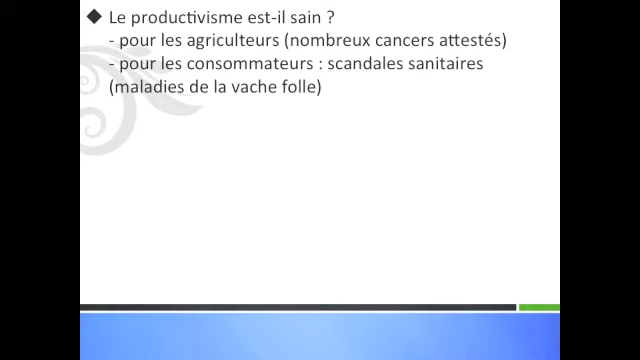 ◆ Le productivisme est-il sain ?
- pour les agriculteurs (nombreux cancers attestés)
- pour les consommateurs : scandales sanitaires
(maladies de la vache folle)